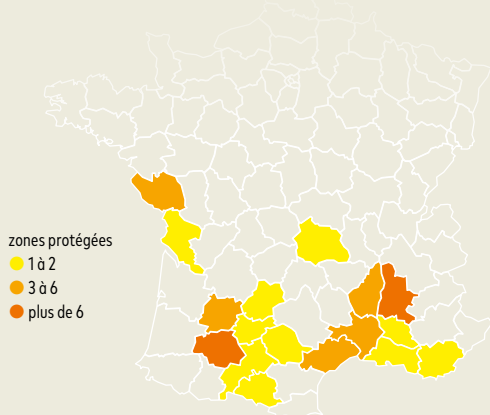 zones protégées
1 à 2
3 à 6
plus de 6